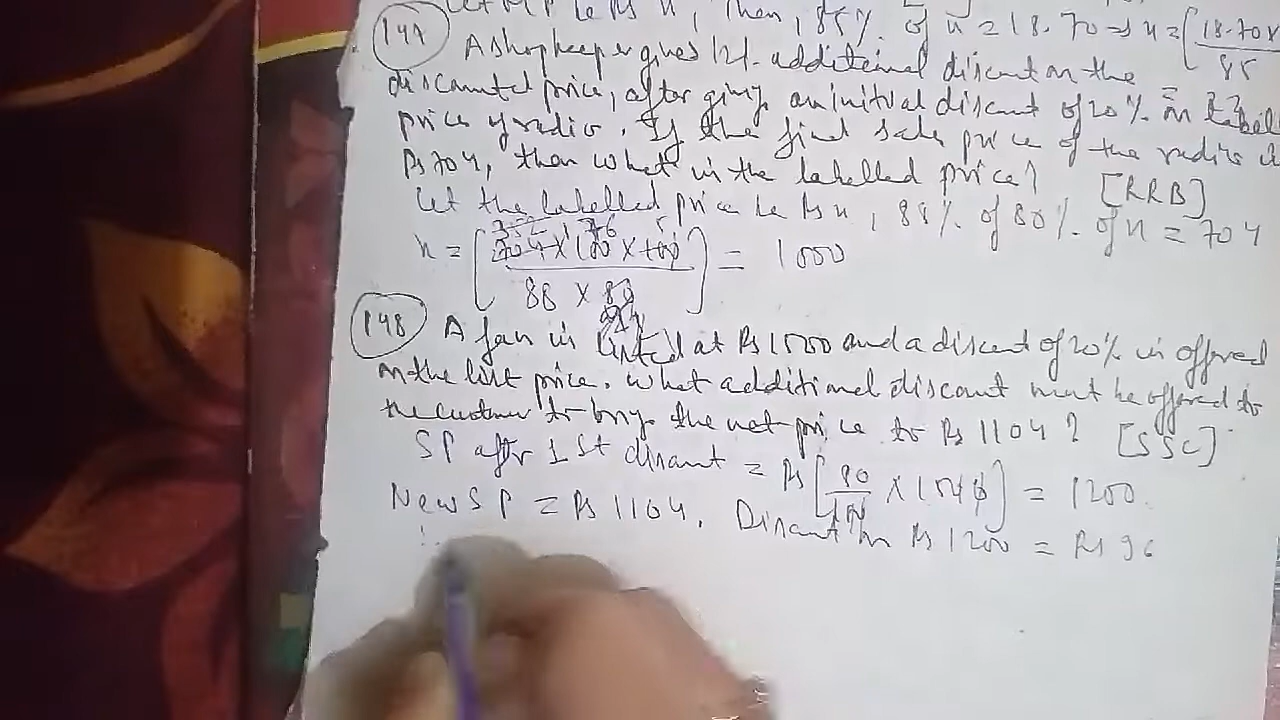 Let MP be Rs x, Then, 85% of x = 18.70 ⇒ x = [18.70 x
85
147
A shopkeeper gives 12% additional discount on the
discounted price, after giving an initial discount of 20% on label
price of radio. If the final sale price of the radio is
Rs 704, then what is the labelled price? [RRB]
Let the labelled price be Rs x, 88% of 80% of x = 704
352 176 5
x = [704 x 100 x 100] = 1000
88 x 80
148
A fan is listed at Rs 1500 and a discount of 20% is offered
on the list price. What additional discount must be offered to
the customer to bring the net price to Rs 1104? [SSC]
SP after 1st discount = Rs [80/100 x 1500] = 1200.
New SP = Rs 1104. Discount on Rs 1200 = Rs 96